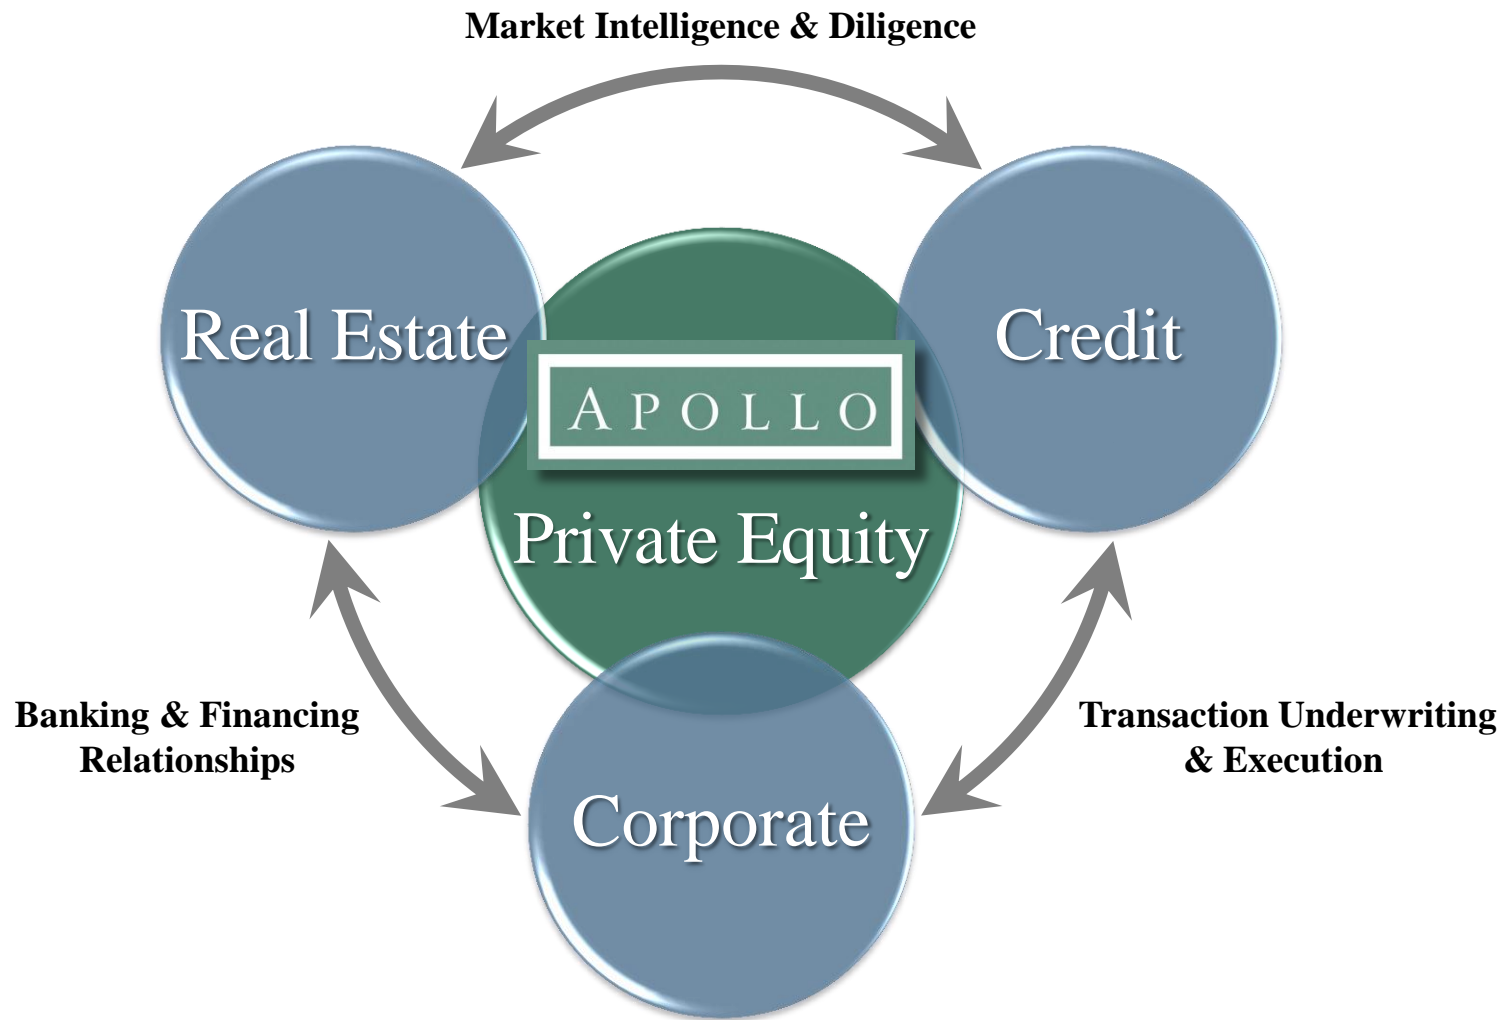 Market Intelligence & Diligence
Real Estate
Credit
APOLLO
Private Equity
Banking & Financing
Relationships
Transaction Underwriting
& Execution
Corporate